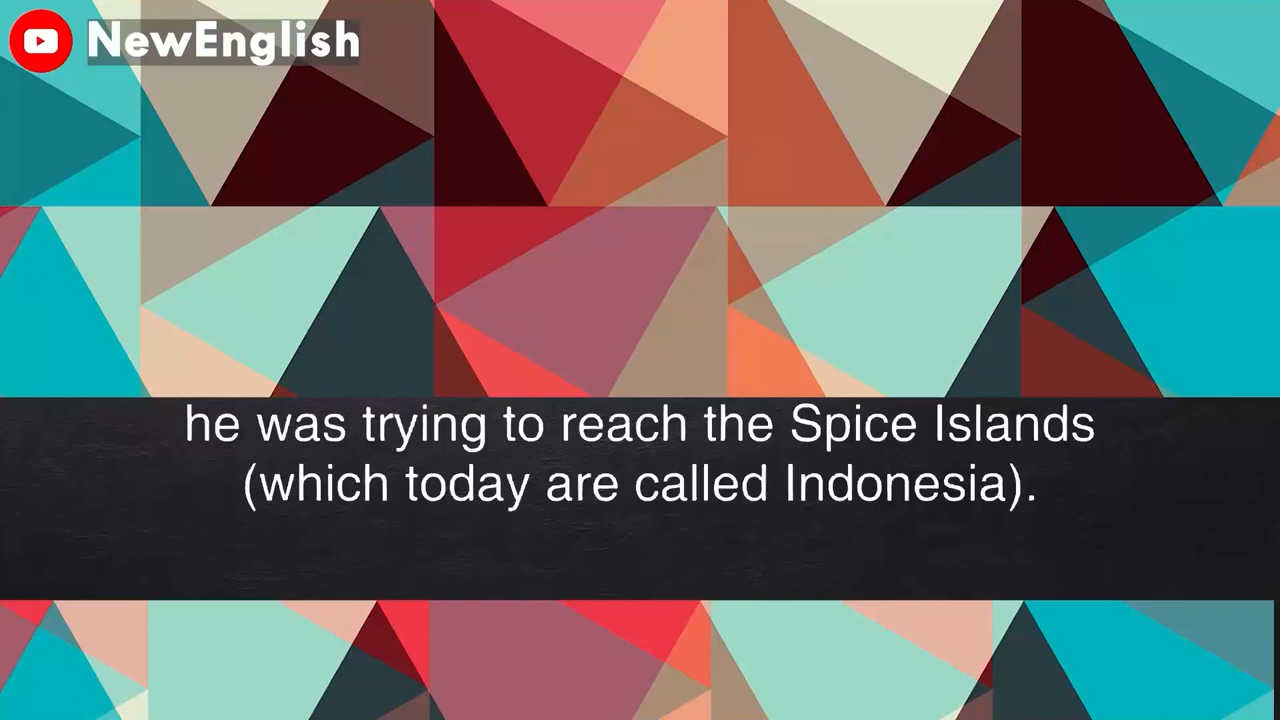 NewEnglish
he was trying to reach the Spice Islands
(which today are called Indonesia).